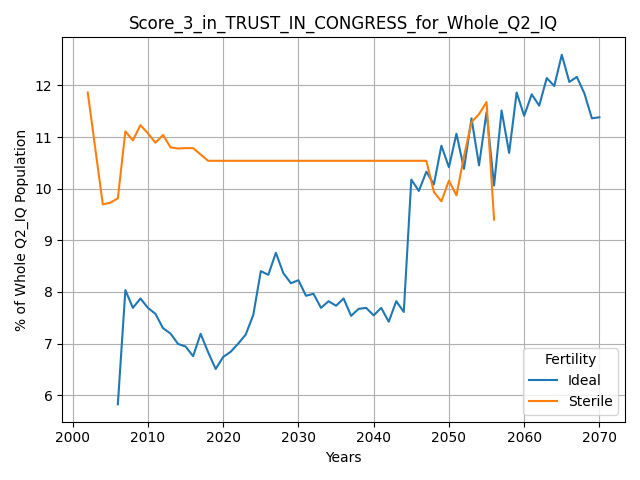 Score_3_in_TRUST_IN_CONGRESS_for_Whole_Q2_IQ
% of Whole Q2_IQ Population
12
11
10
9
8
7
6
Fertility
Ideal
Sterile
2000 2010 2020 2030 2040 2050 2060 2070
Years